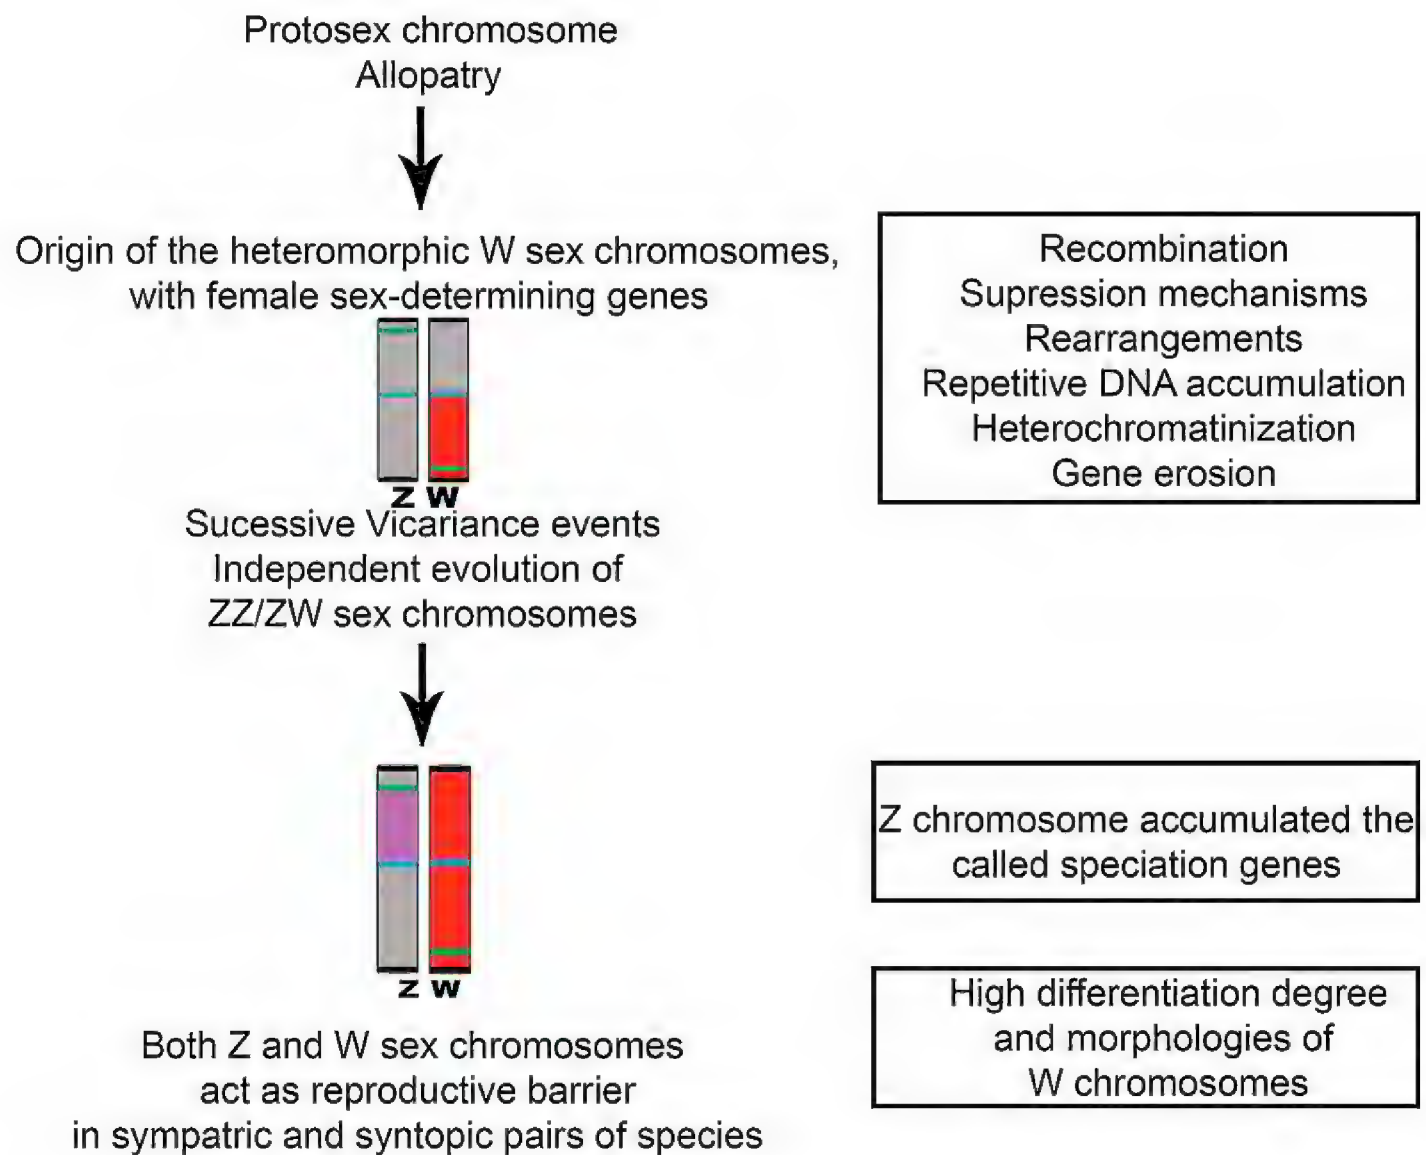 Protosex chromosome
Allopatry
Origin of the heteromorphic W sex chromosomes,
with female sex-determining genes
Z W
Sucessive Vicariance events
Independent evolution of
ZZ/ZW sex chromosomes
Z W
Both Z and W sex chromosomes
act as reproductive barrier
in sympatric and syntopic pairs of species
Recombination
Supression mechanisms
Rearrangements
Repetitive DNA accumulation
Heterochromatinization
Gene erosion
Z chromosome accumulated the
called speciation genes
High differentiation degree
and morphologies of
W chromosomes